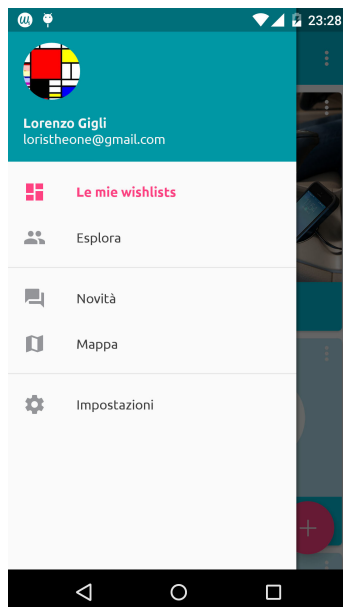 23:28
Lorenzo Gigli
loristheone@gmail.com
Le mie wishlists
Esplora
Novità
Mappa
Impostazioni